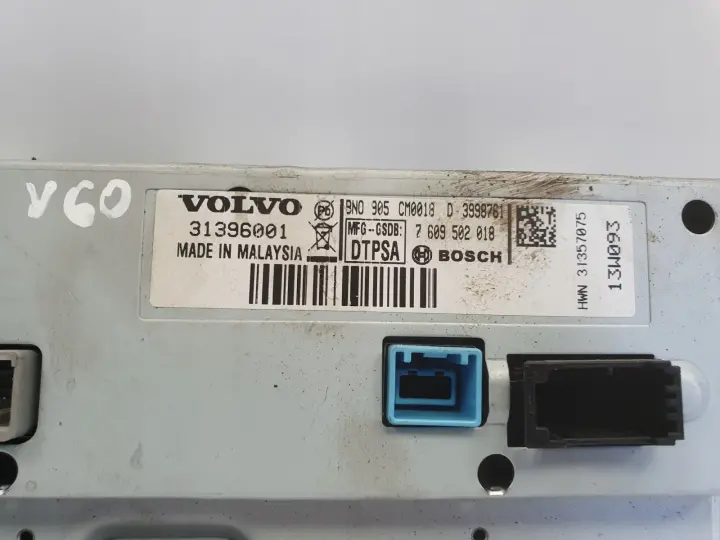 V60
VOLVO
31396001
MADE IN MALAYSIA
9N0 905 CM0018 D 3998761
MFG-GSDB:
DTPSA
7 609 502 018
BOSCH
HWN 31357075
13W093